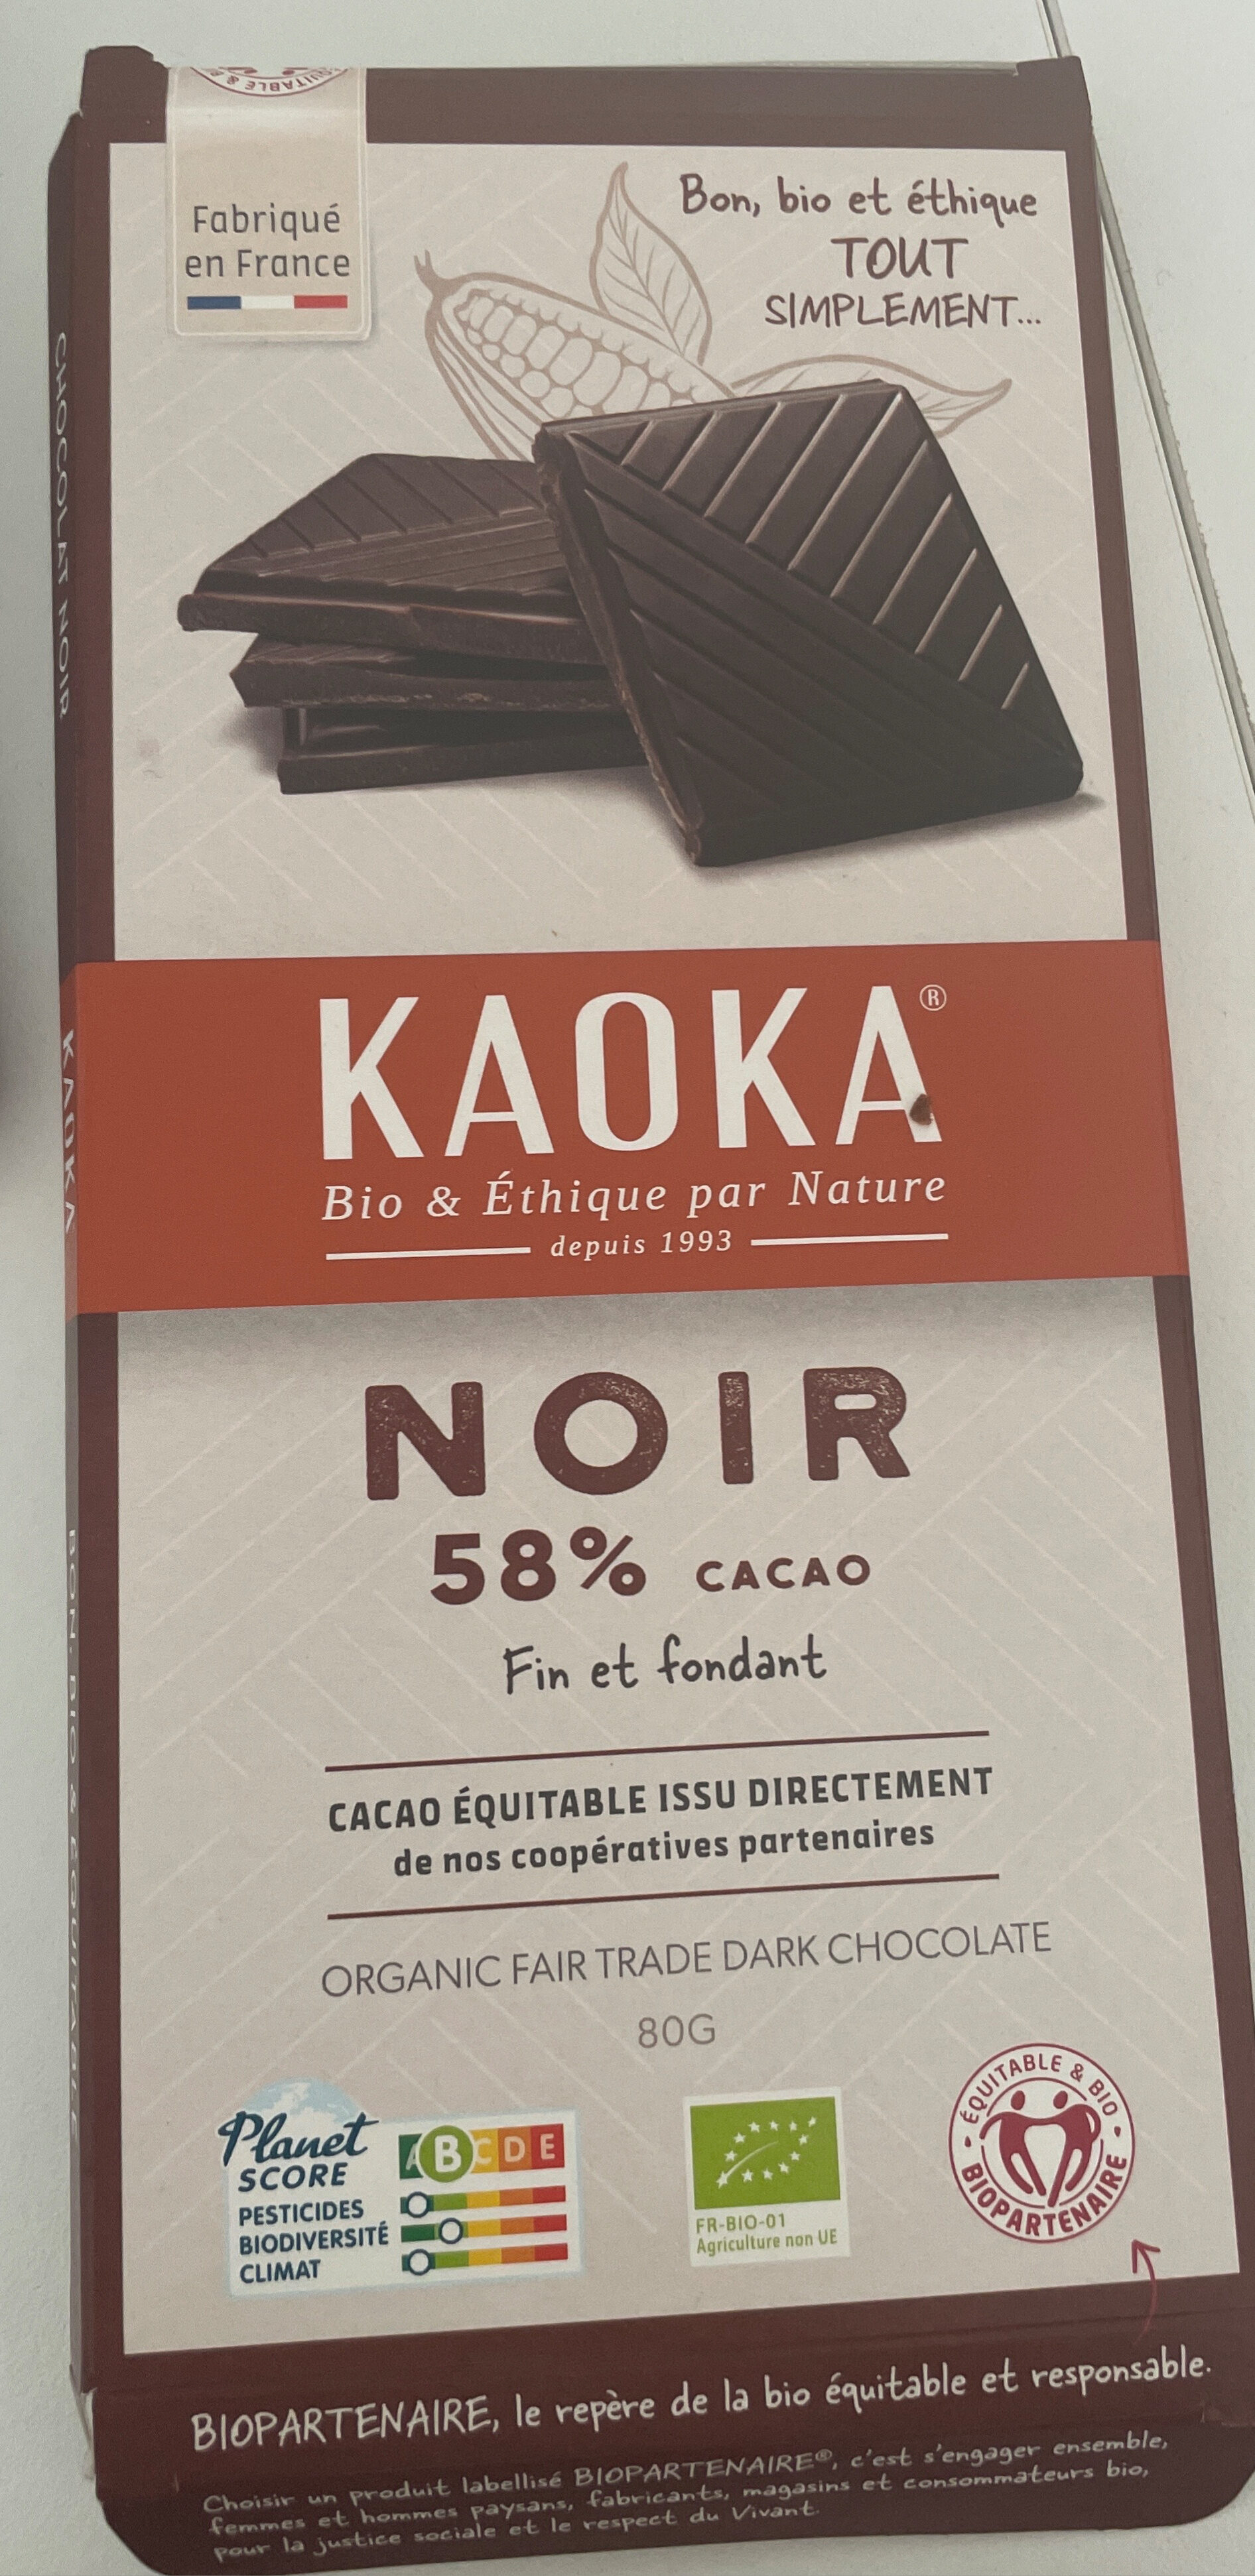 ÉQUITABLE & B
Fabriqué
en France
Bon, bio et éthique
TOUT
SIMPLEMENT...
CHOCOLAT NOIR
KAOKA
BON, BIO & ÉQUITABLE
KAOKA®
Bio & Éthique par Nature
depuis 1993
NOIR
58% CACAO
Fin et fondant
CACAO ÉQUITABLE ISSU DIRECTEMENT
de nos coopératives partenaires
ORGANIC FAIR TRADE DARK CHOCOLATE
80G
Planet
SCORE
A B C D E
PESTICIDES
BIODIVERSITÉ
CLIMAT
FR-BIO-01
Agriculture non UE
ÉQUITABLE & BIO
BIOPARTENAIRE
BIOPARTENAIRE, le repère de la bio équitable et responsable.
Choisir un produit labellisé BIOPARTENAIRE®, c'est s'engager ensemble,
femmes et hommes paysans, fabricants, magasins et consommateurs bio,
pour la justice sociale et le respect du Vivant.